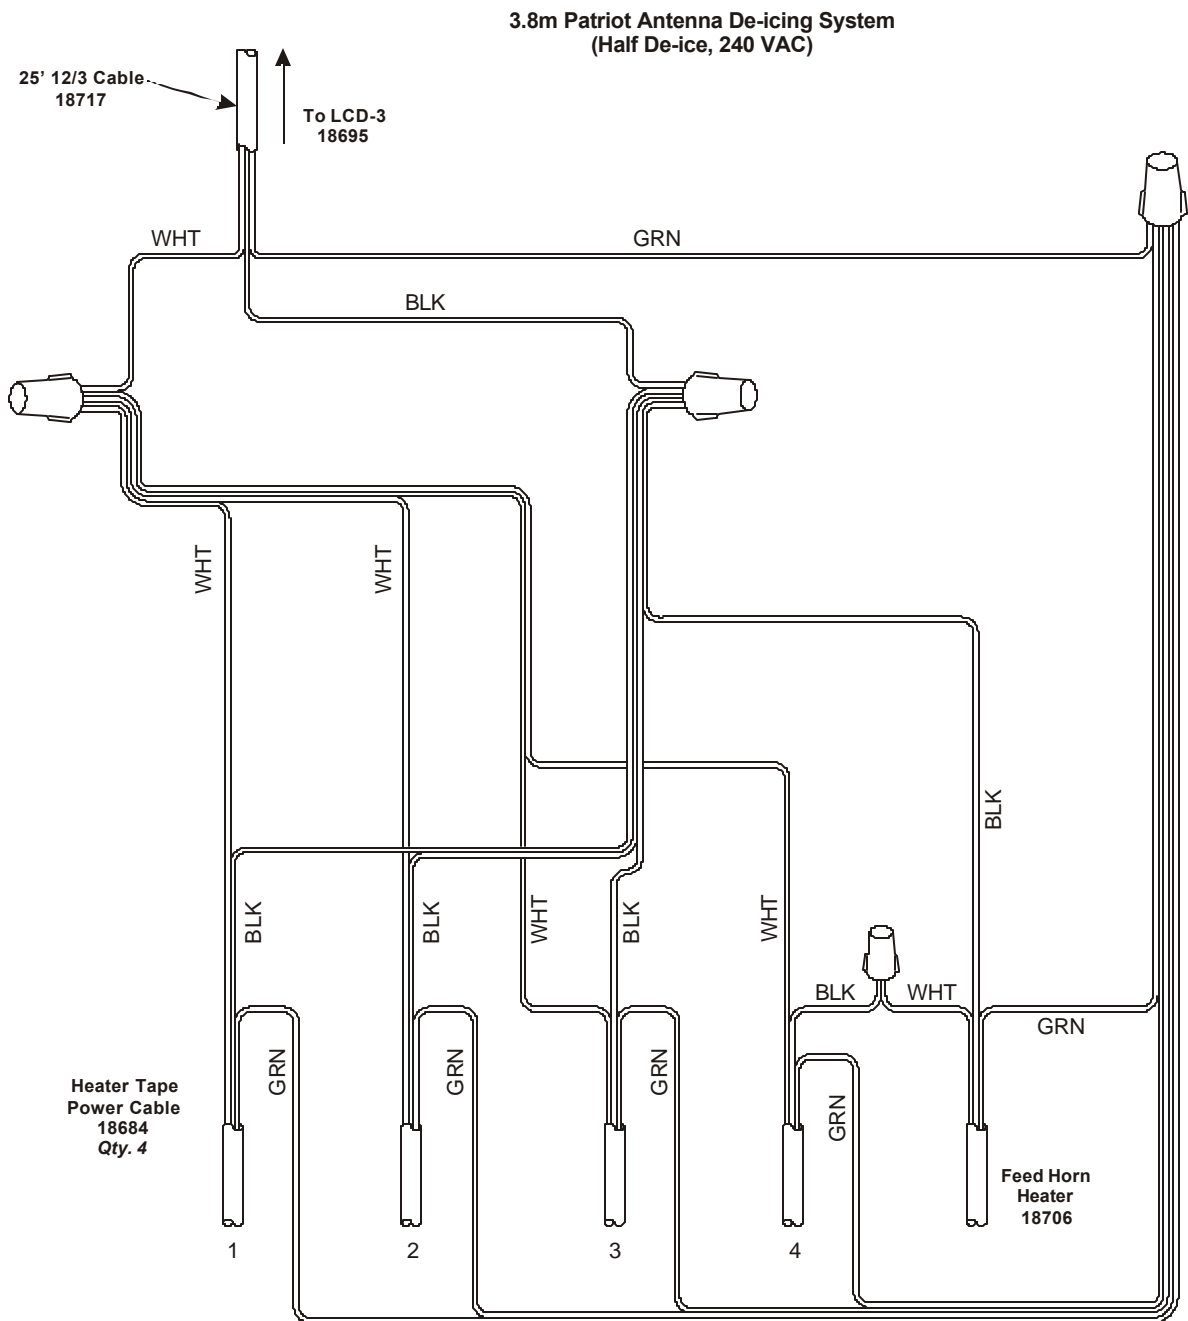 3.8m Patriot Antenna De-icing System
(Half De-ice, 240 VAC)
25' 12/3 Cable
18717
To LCD-3
18695
WHT
GRN
BLK
WHT
WHT
BLK
BLK
BLK
WHT
BLK
WHT
BLK
WHT
GRN
GRN
GRN
GRN
GRN
Heater Tape
Power Cable
18684
Qty. 4
Feed Horn
Heater
18706
1
2
3
4